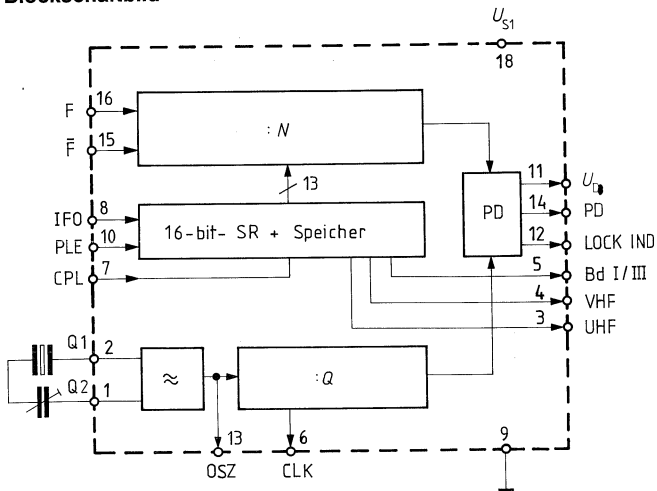 U_S1
18
F 16
: N
F̄ 15
11 U_D
PD
14 PD
13
IFO 8
16-bit- SR + Speicher
12 LOCK IND
PLE 10
CPL 7
5 Bd I/III
4 VHF
3 UHF
Q1 2
≈
:Q
Q2 1
13 OSZ
6 CLK
9